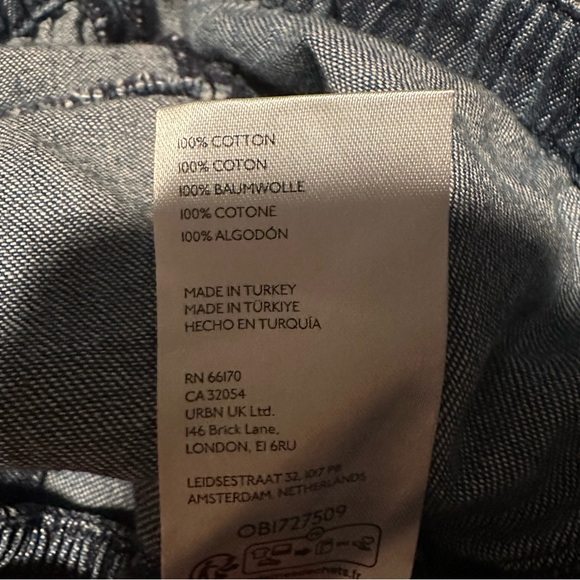 100% COTTON
100% COTON
100% BAUMWOLLE
100% COTONE
100% ALGODÓN
MADE IN TURKEY
MADE IN TÜRKIYE
HECHO EN TURQUÍA
RN 66170
CA 32054
URBN UK Ltd.
146 Brick Lane,
LONDON, E1 6RU
LEIDSESTRAAT 32, 1017 PB
AMSTERDAM, NETHERLANDS
OB1727509